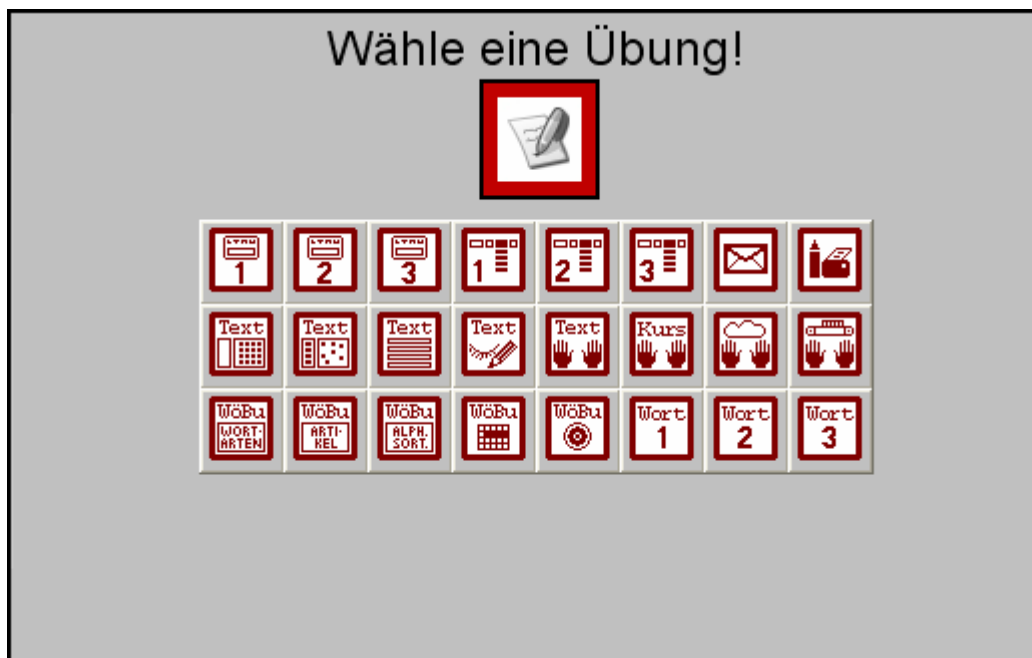 Wähle eine Übung!
1 2 3 1 2 3
Text Text Text Text Text Kurs
WöBu WöBu WöBu WöBu WöBu Wort Wort Wort
WORT- ARTI- ALPH. 1 2 3
ARTEN KEL SORT.